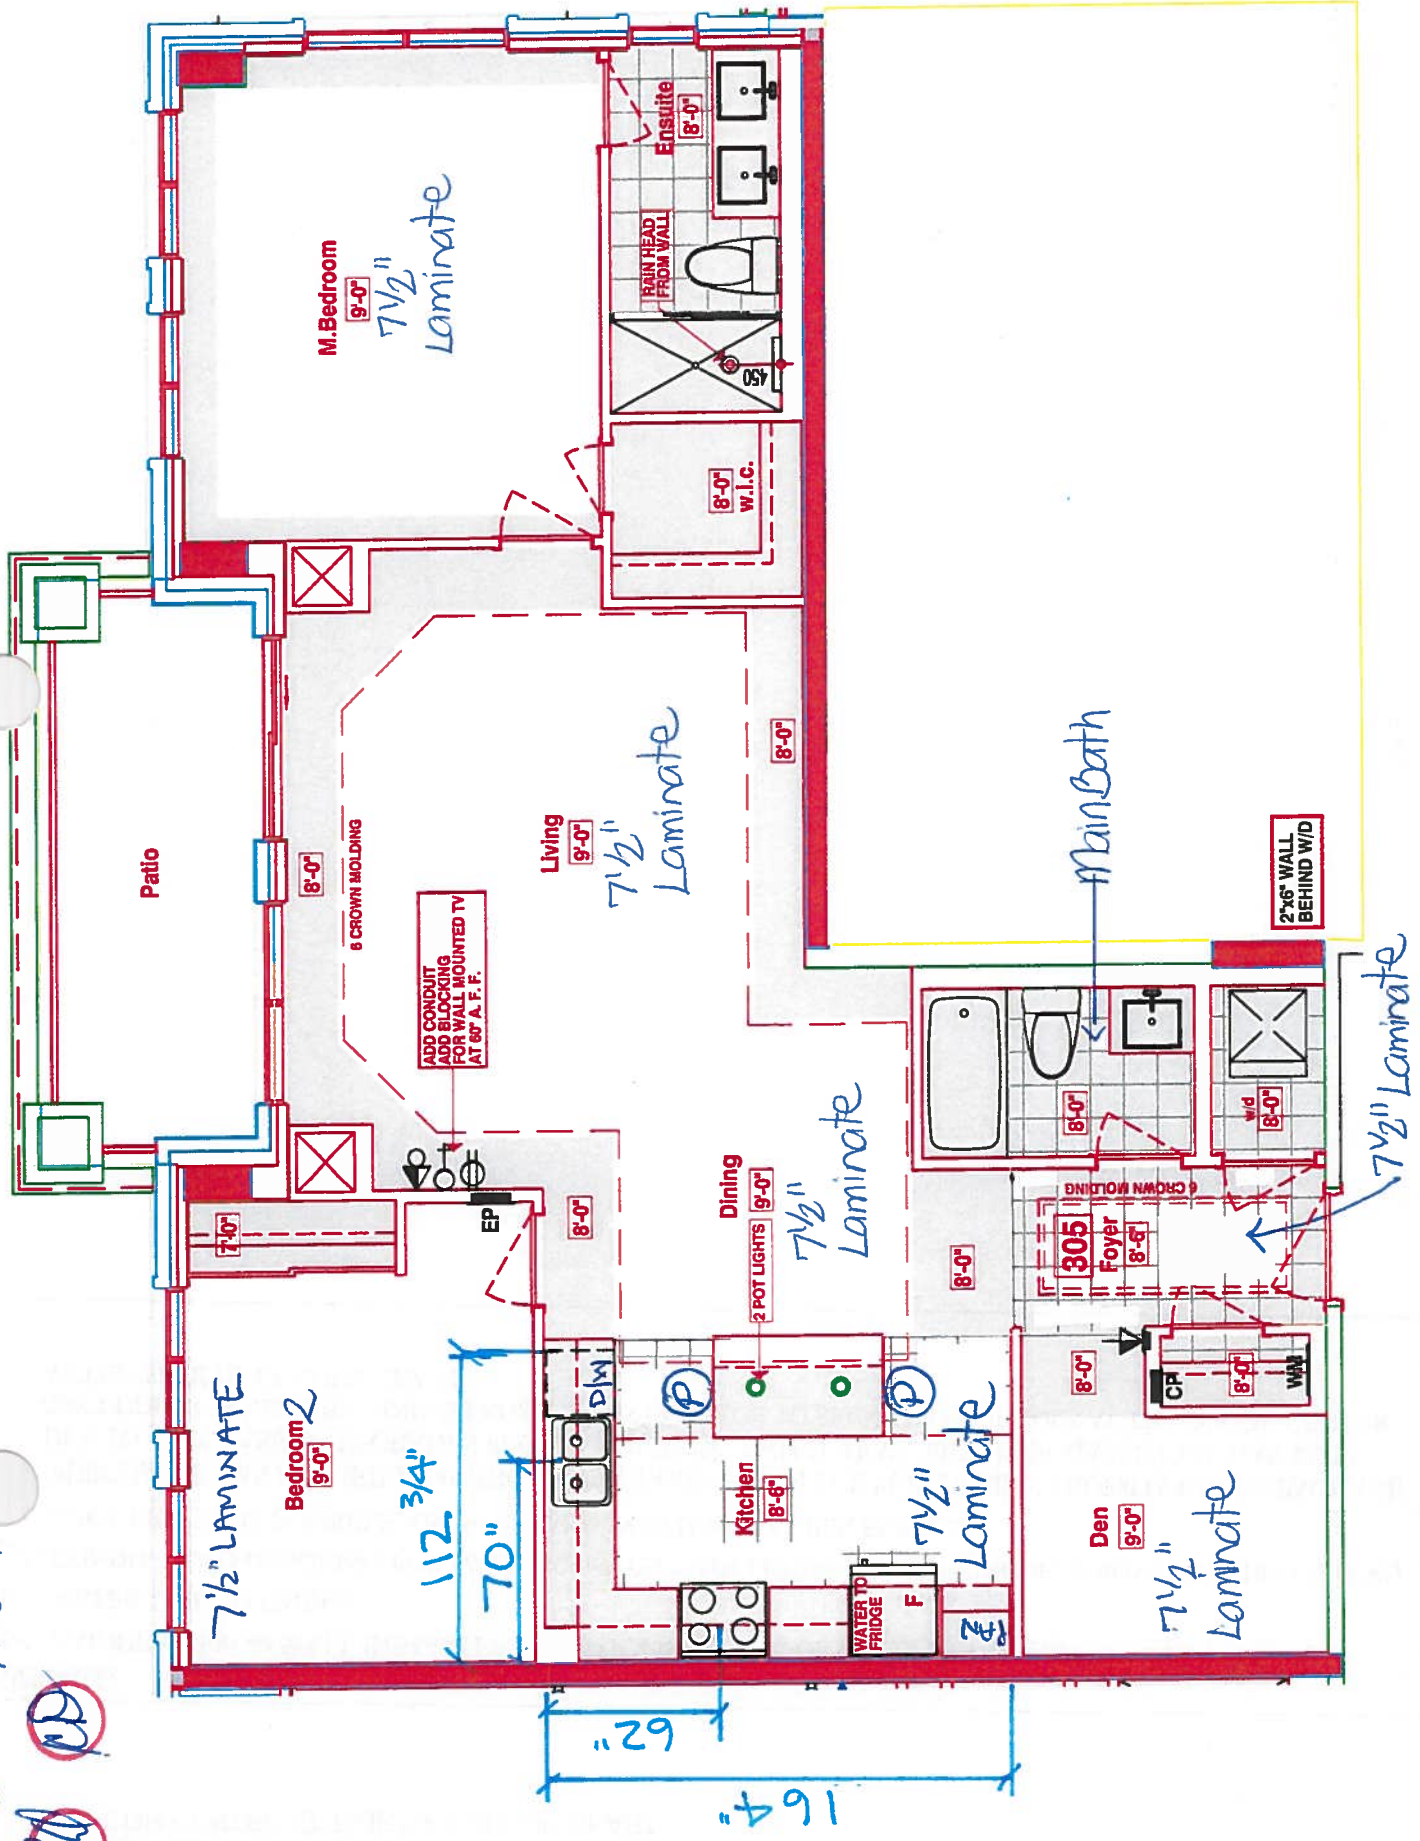 M.Bedroom
9'-0"
7½"
Laminate
Ensuite
8'-0"
RAIN HEAD
FROM WALL
450
8'-0"
W.I.C.
Patio
8'-0"
6 CROWN MOLDING
ADD CONDUIT
ADD BLOCKING
FOR WALL MOUNTED TV
AT 60" A. F. F.
Living
9'-0"
7½"
Laminate
8'-0"
Main Bath
2"x6" WALL
BEHIND W/D
7'-0"
EP
8'-0"
Dining
9'-0"
2 POT LIGHTS
7½"
Laminate
8'-0"
8'-0"
w/d
8'-0"
6 CROWN MOLDING
305
Foyer
8'-6"
7½" Laminate
7½" LAMINATE
Bedroom 2
9'-0"
112 3/4"
70"
D/W
P
P
Kitchen
8'-6"
7½"
Laminate
WATER TO
FRIDGE
F
8'-0"
CP
8'-0"
WM
Den
9'-0"
7½"
Laminate
62"
164"